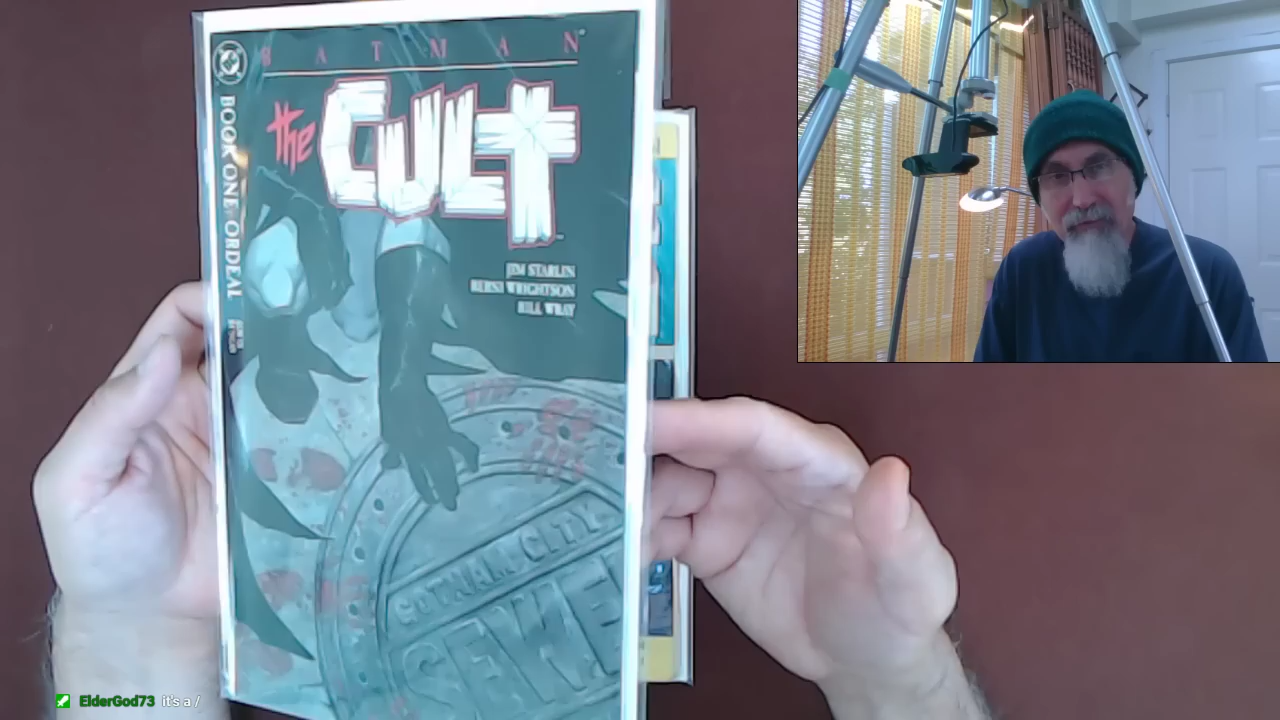 BATMAN
the CULT
BOOK ONE: ORDEAL
JIM STARLIN
BERNI WRIGHTSON
BILL WRAY
GOTHAM CITY
SEWE
ElderGod73 it's a /